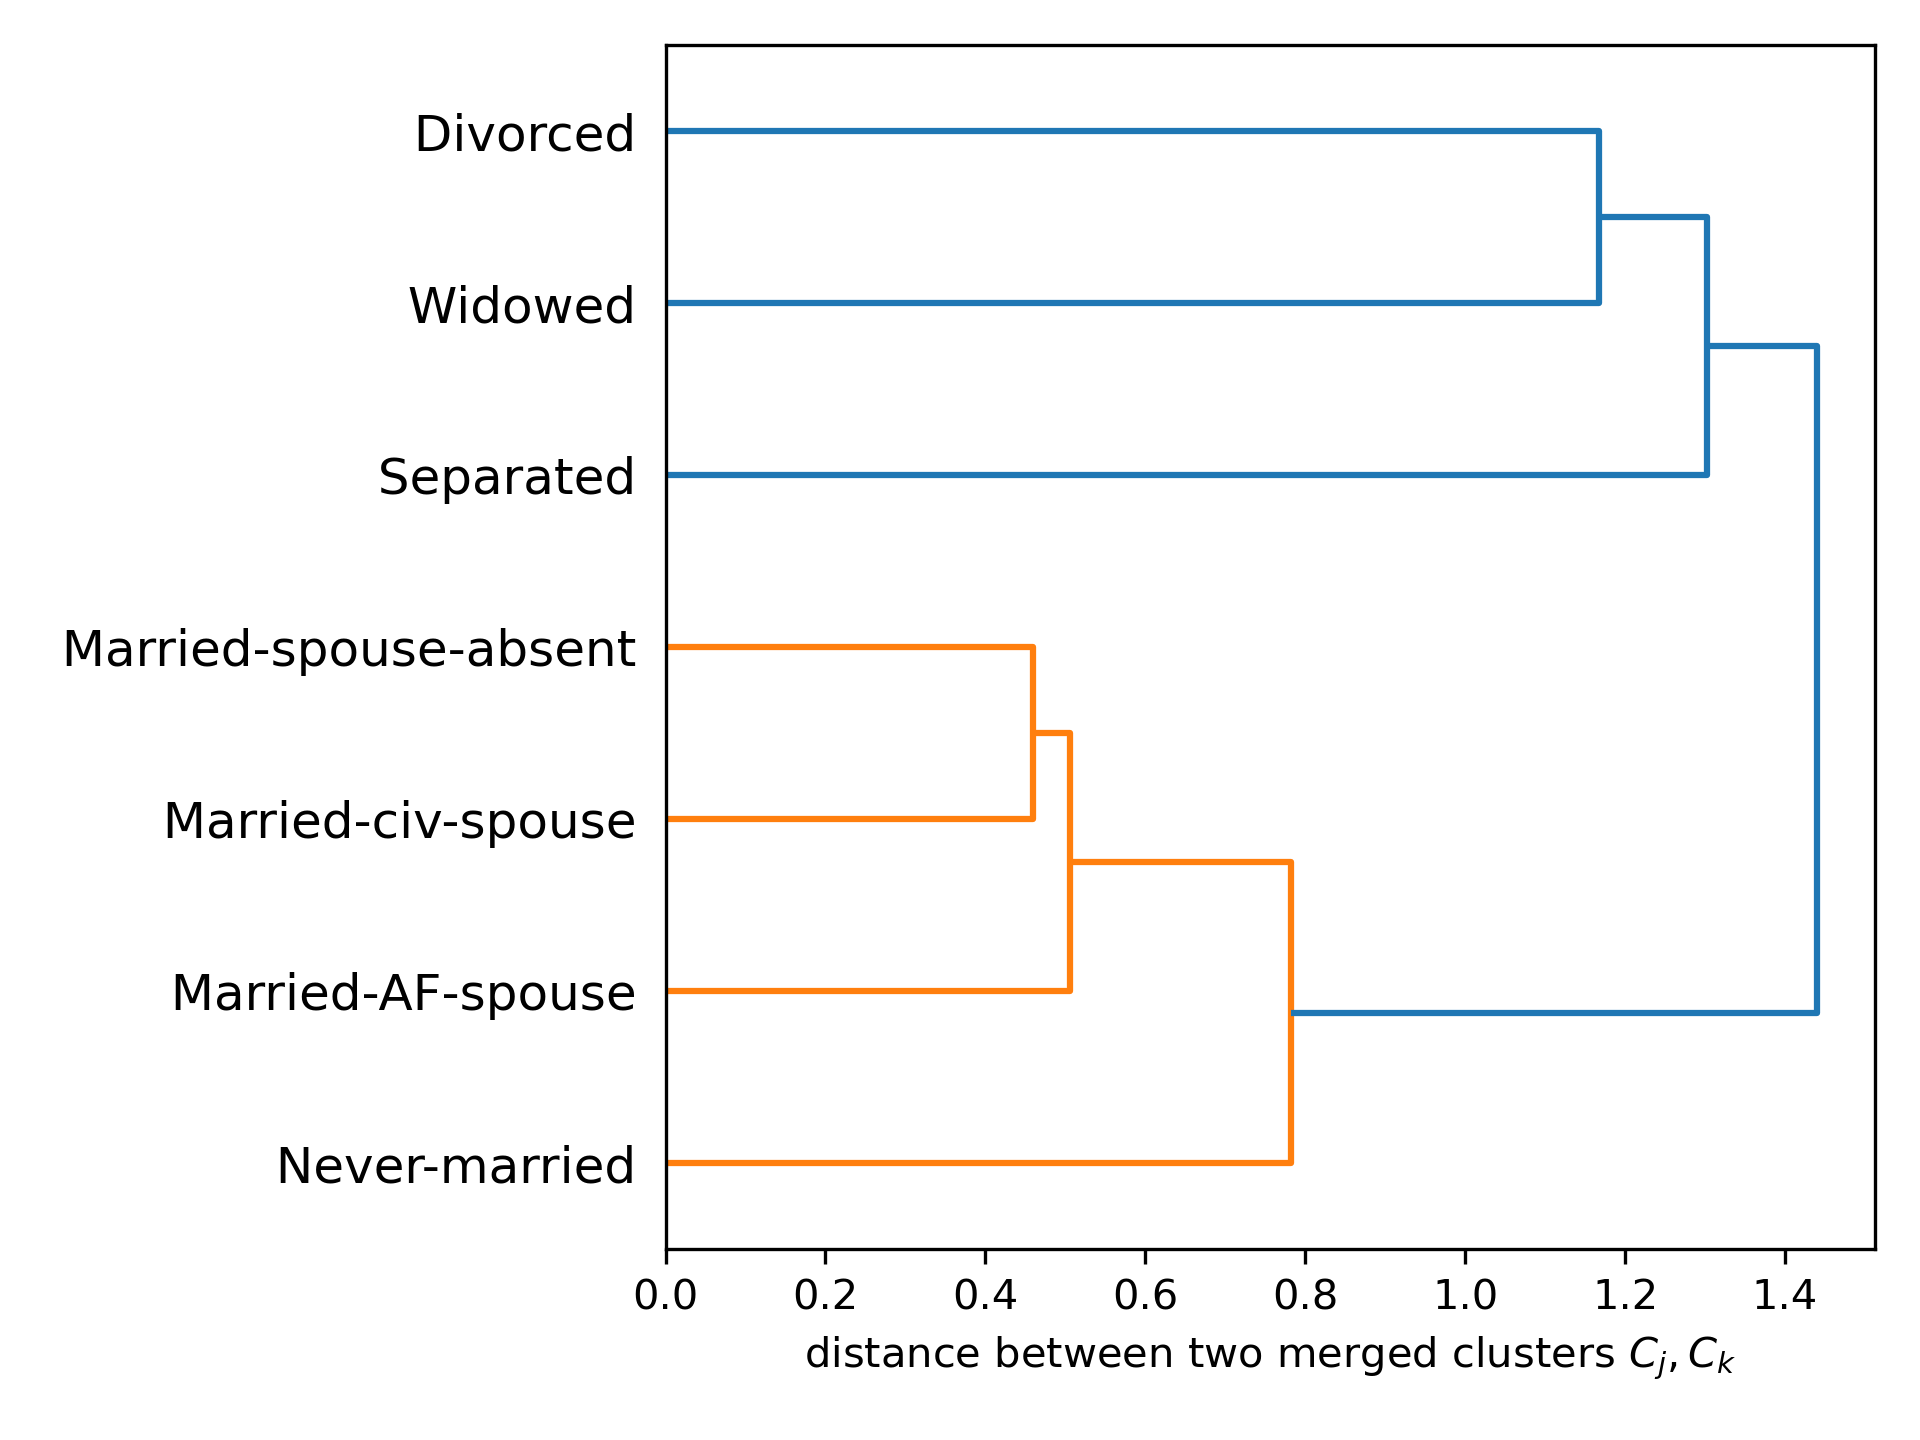 Divorced
Widowed
Separated
Married-spouse-absent
Married-civ-spouse
Married-AF-spouse
Never-married
0.0 0.2 0.4 0.6 0.8 1.0 1.2 1.4
distance between two merged clusters C_j, C_k